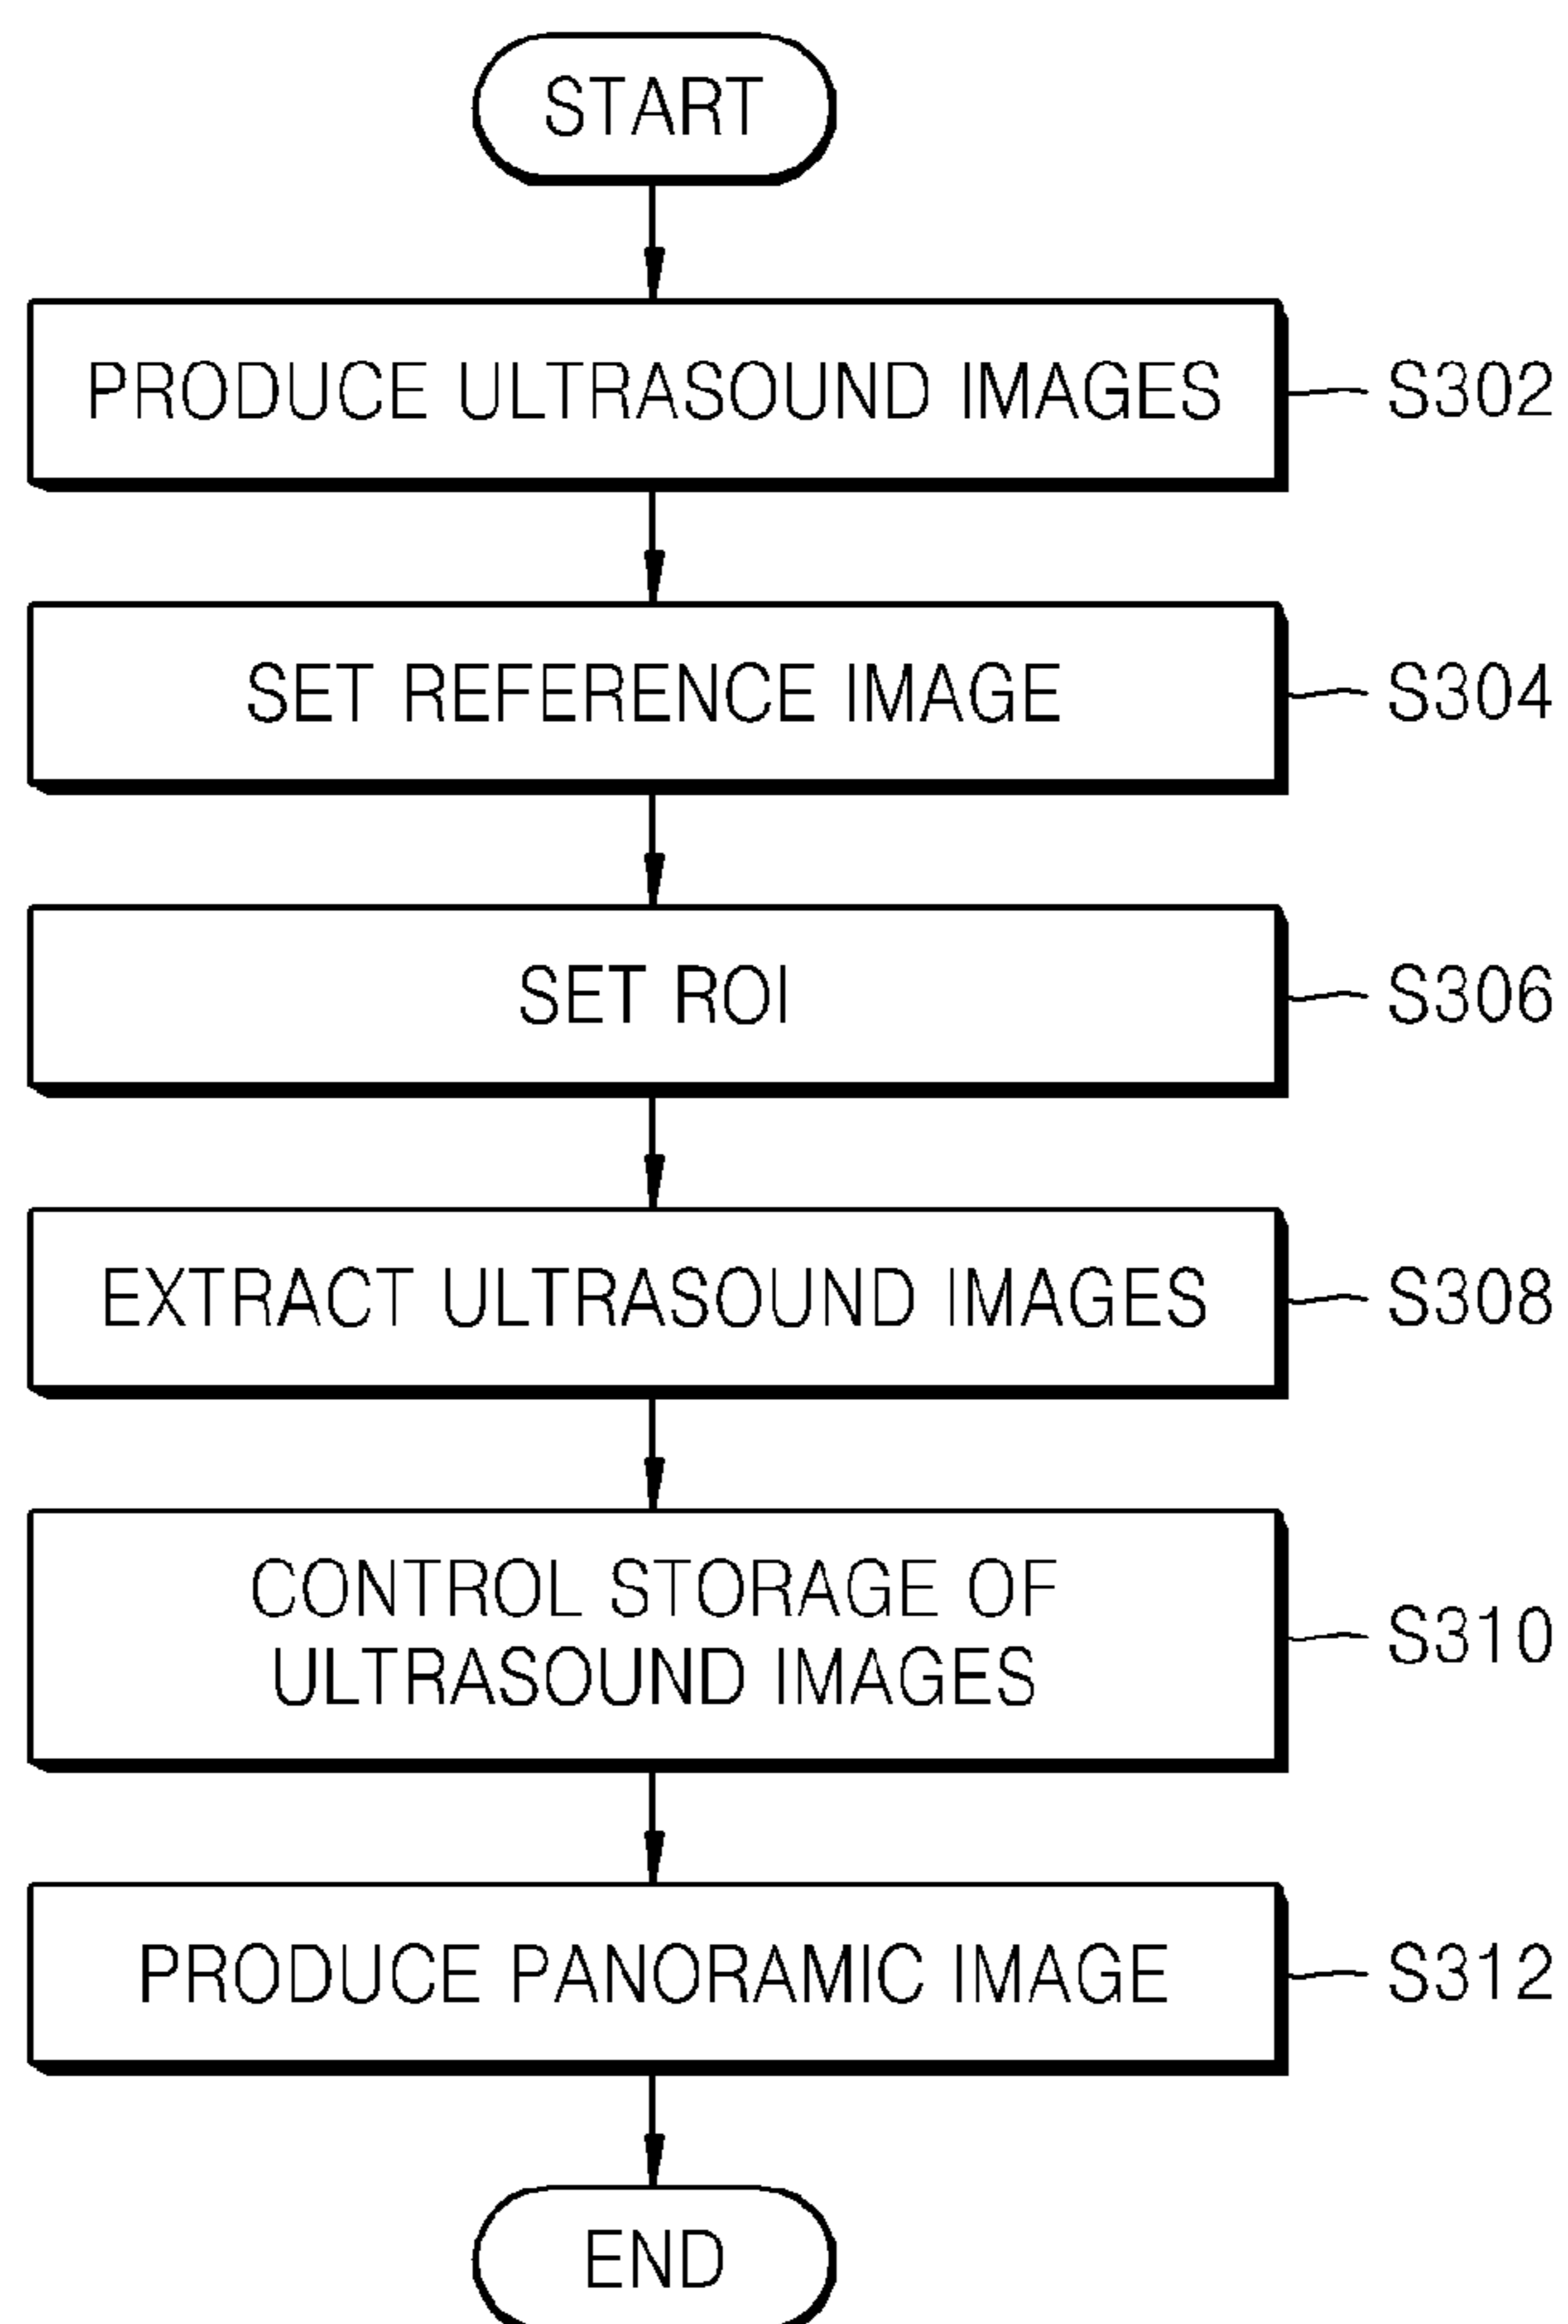 START
PRODUCE ULTRASOUND IMAGES
S302
SET REFERENCE IMAGE
S304
SET ROI
S306
EXTRACT ULTRASOUND IMAGES
S308
CONTROL STORAGE OF
ULTRASOUND IMAGES
S310
PRODUCE PANORAMIC IMAGE
S312
END